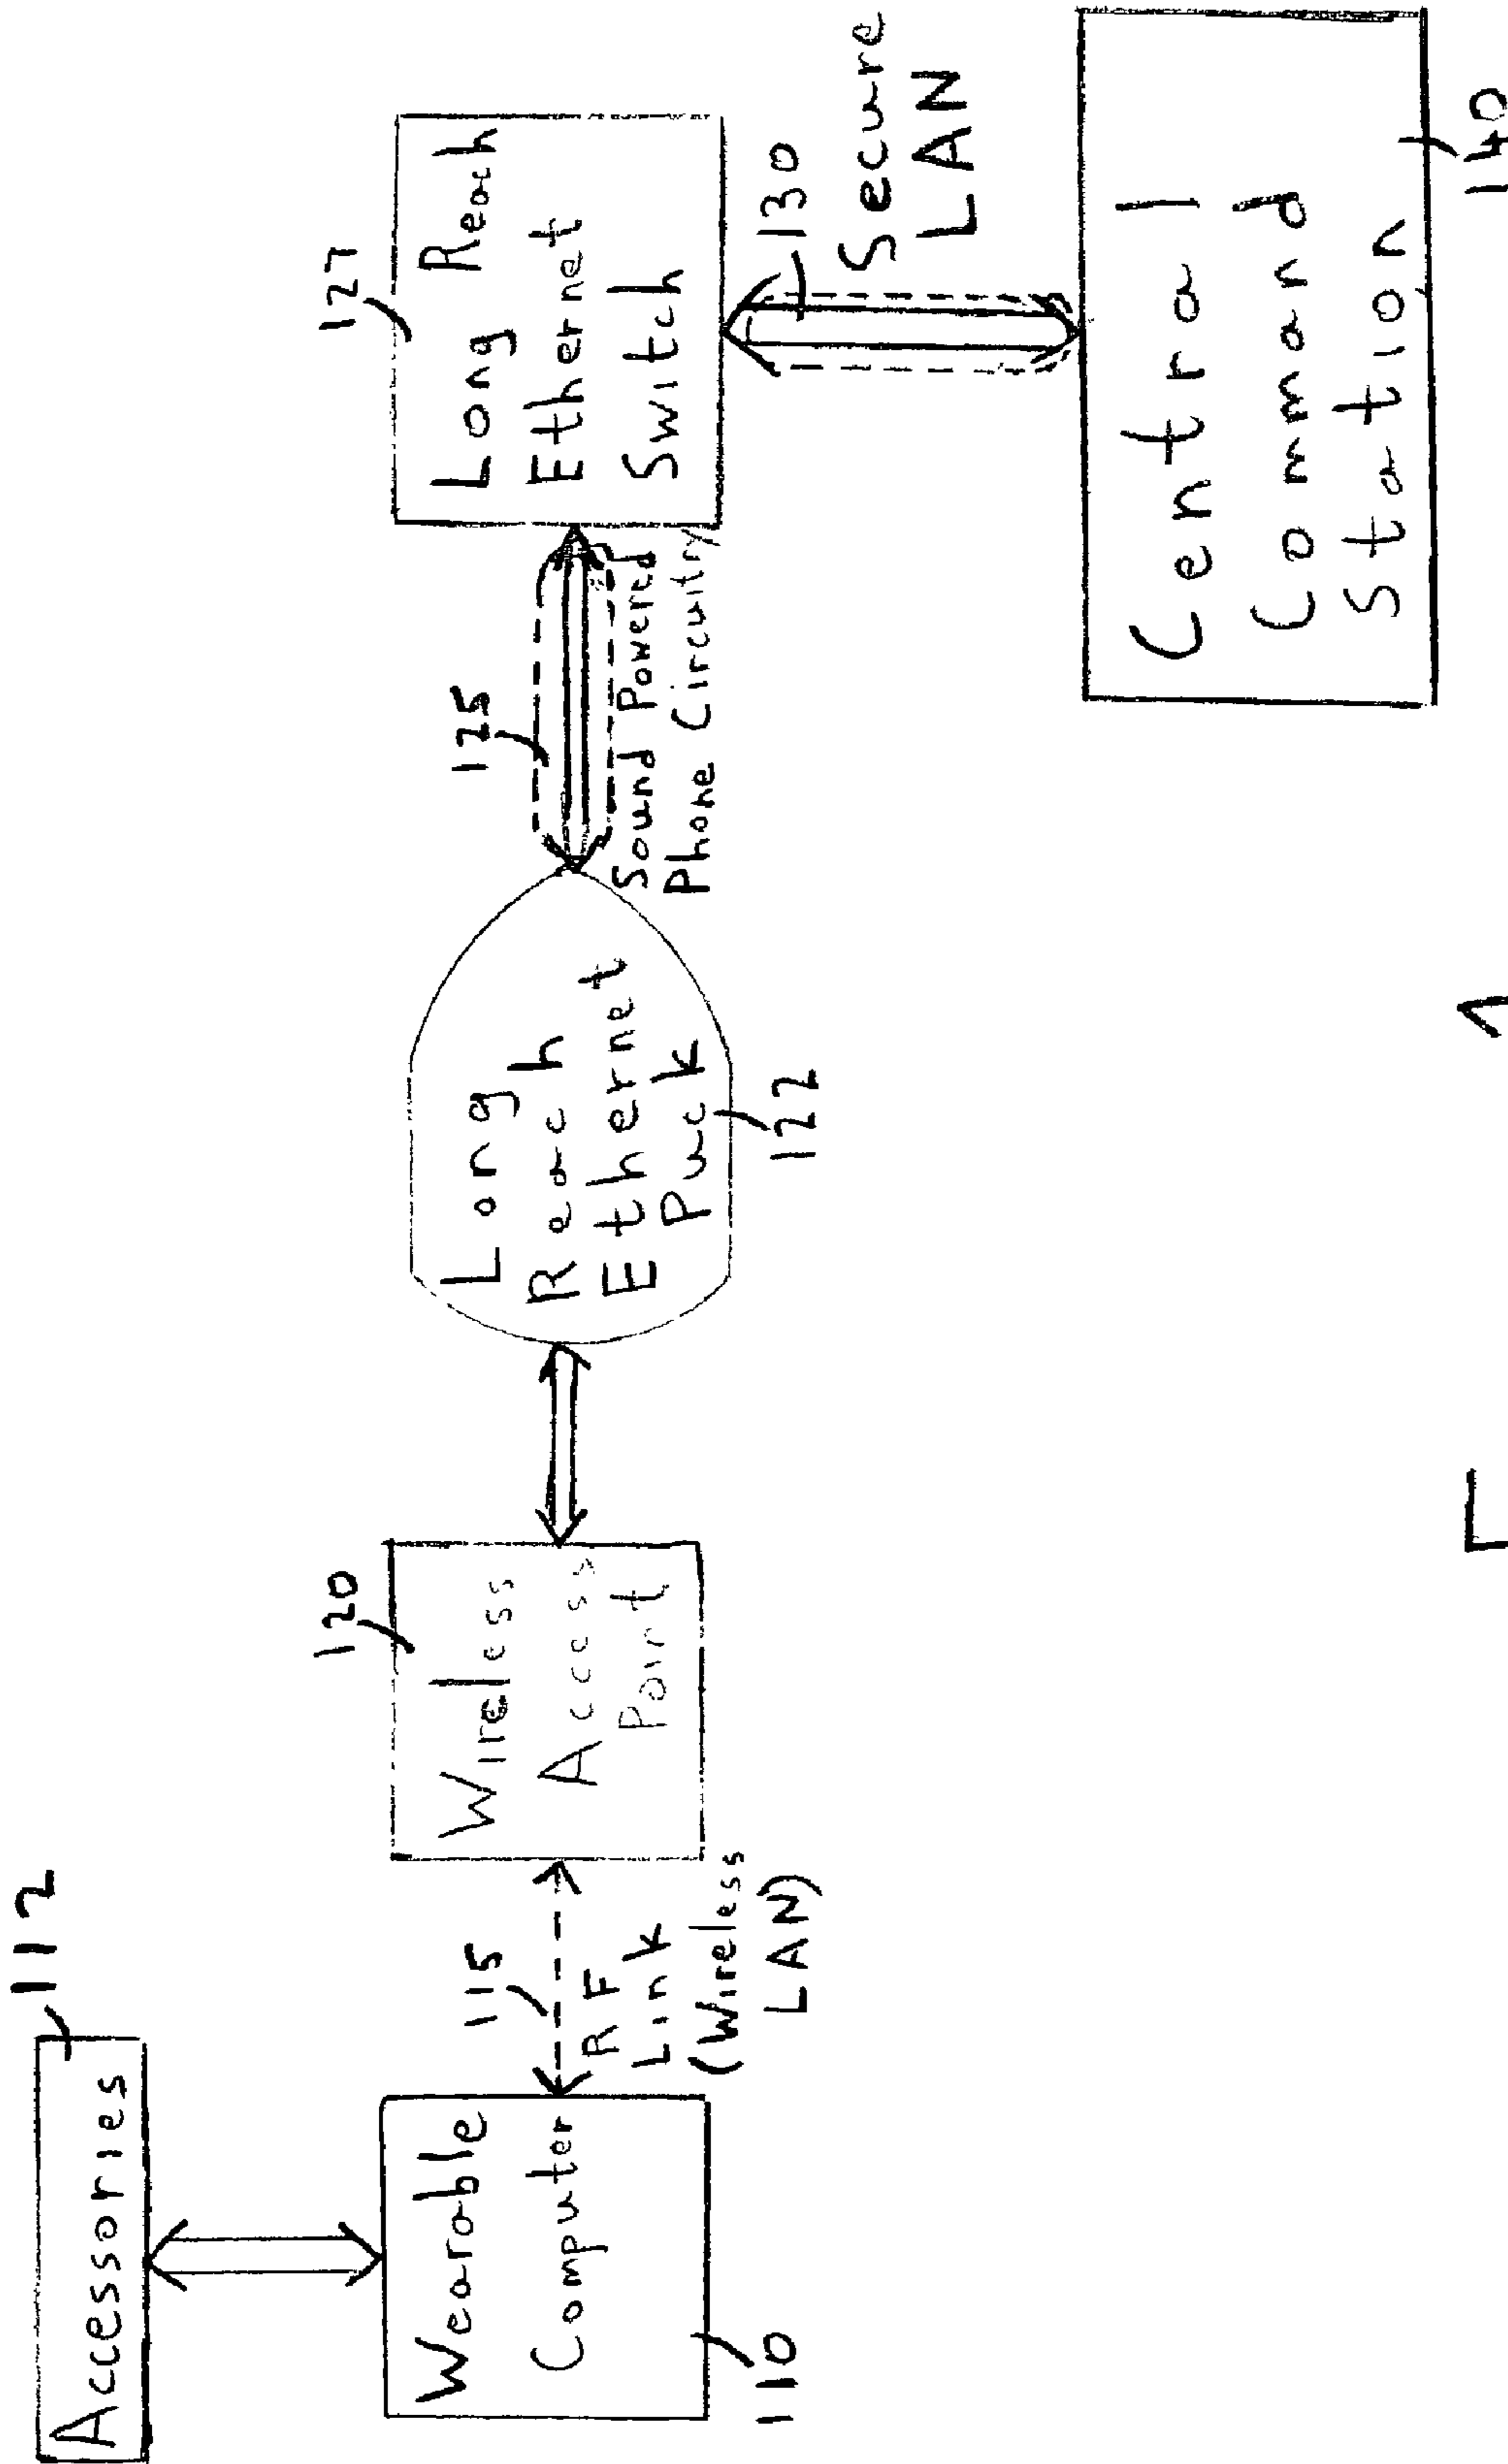 112
Accessories
Wearable
Computer
110
115
RF
Link
(Wireless
LAN)
120
Wireless
Access
Point
Long
Reach
Ethernet
Puck
122
125
Sound Powered
Phone Circuitry
127
Long Reach
Ethernet
Switch
130
Secure
LAN
Central
Command
Station
140